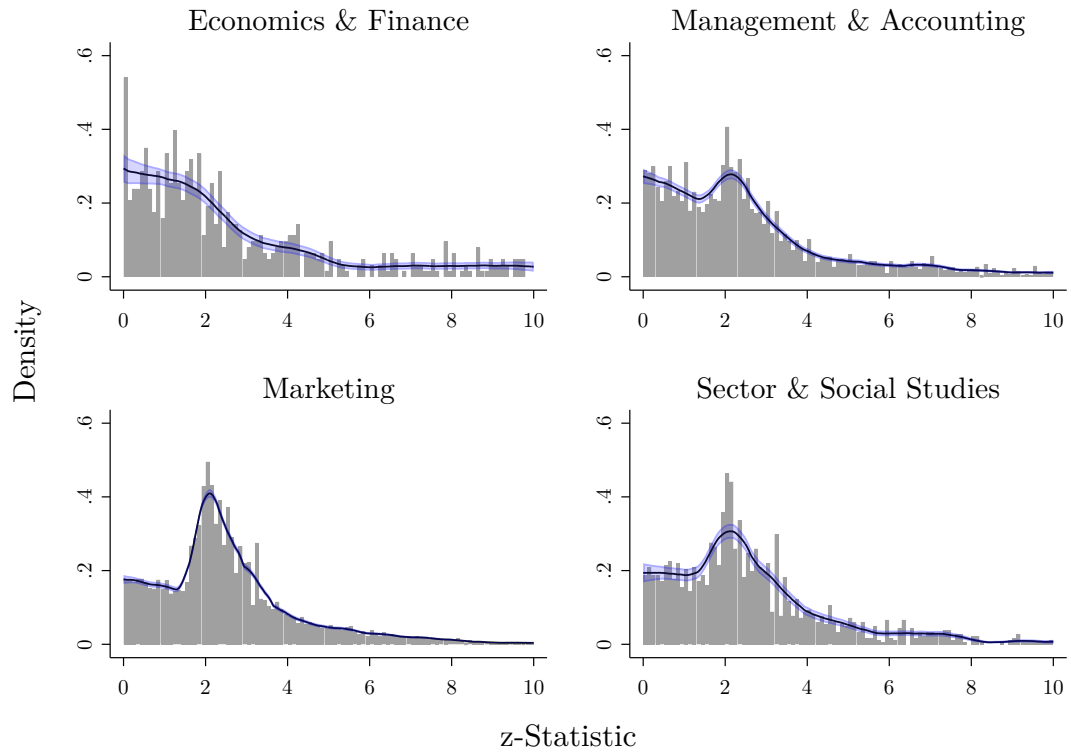 Economics & Finance
Management & Accounting
.6
.4
.2
0
0 2 4 6 8 10
.6
.4
.2
0
0 2 4 6 8 10
Density
Marketing
Sector & Social Studies
.6
.4
.2
0
0 2 4 6 8 10
.6
.4
.2
0
0 2 4 6 8 10
z-Statistic